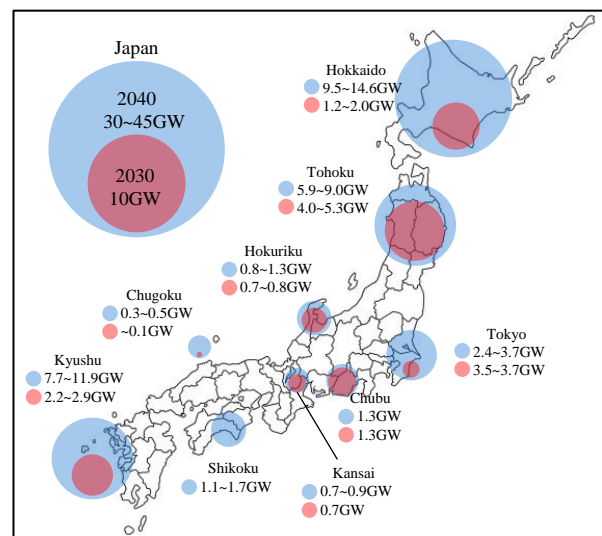 Japan
2040
30~45GW
2030
10GW
Hokkaido
9.5~14.6GW
1.2~2.0GW
Tohoku
5.9~9.0GW
4.0~5.3GW
Hokuriku
0.8~1.3GW
0.7~0.8GW
Chugoku
0.3~0.5GW
~0.1GW
Kyushu
7.7~11.9GW
2.2~2.9GW
Tokyo
2.4~3.7GW
3.5~3.7GW
Chubu
1.3GW
1.3GW
Shikoku
1.1~1.7GW
Kansai
0.7~0.9GW
0.7GW